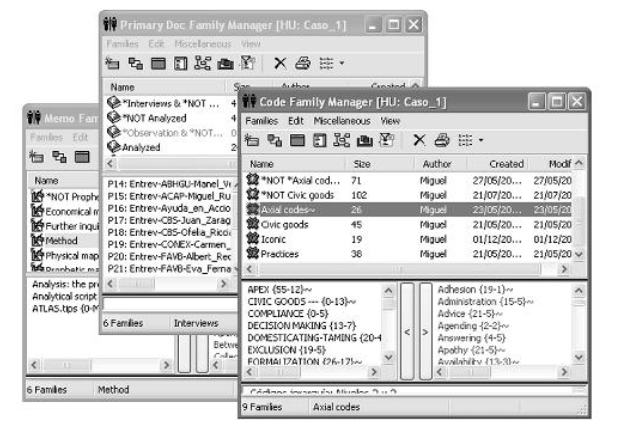 Primary Doc Family Manager [HU: Caso_1]
Families Edit Miscellaneous View
Name Size Author Created
*Interviews & *NOT ... 4
*NOT Analyzed 4
*Observation & *NOT... 0
Analyzed 2
P14: Entrev-ABHGU-Manel_V
P15: Entrev-ACAP-Miguel_Ru
P16: Entrev-Ayuda_en_Accio
P17: Entrev-CBS-Juan_Zarag
P18: Entrev-CBS-Ofelia_Ricci
P19: Entrev-CONEX-Carmen_
P20: Entrev-FAVB-Albert_Rec
P21: Entrev-FAVB-Eva_Ferna
6 Families Interviews
Memo Fam
Families Edit
Name
*NOT Prophe
Economical m
Further inqui
Method
Physical map
Prophetic ma
Analysis: the pro
Analytical script
ATLAS.tips {0-M
6 Families Method
Code Family Manager [HU: Caso_1]
Families Edit Miscellaneous View
Name Size Author Created Modif
*NOT *Axial cod... 71 Miguel 27/05/20... 27/05/20
*NOT Civic goods 102 Miguel 21/07/20... 21/07/20
Axial codes~ 26 Miguel 23/05/20... 23/05/20
Civic goods 45 Miguel 21/05/20... 21/05/20
Iconic 19 Miguel 01/12/20... 01/12/20
Practices 38 Miguel 21/05/20... 21/05/20
APEX {55-12}~
CIVIC GOODS --- {0-13}~
COMPLIANCE {0-5}
DECISION MAKING {13-7}
DOMESTICATING-TAMING {20-4
EXCLUSION {19-5}
FORMALIZATION {26-12}~
< >
Adhesion {19-1}~
Administration {15-5}~
Advice {21-5}~
Agending {2-2}~
Answering {4-5}
Apathy {21-5}~
Availability {13-3}~
Códigos jerarquía: Niveles 2 y 3
9 Families Axial codes